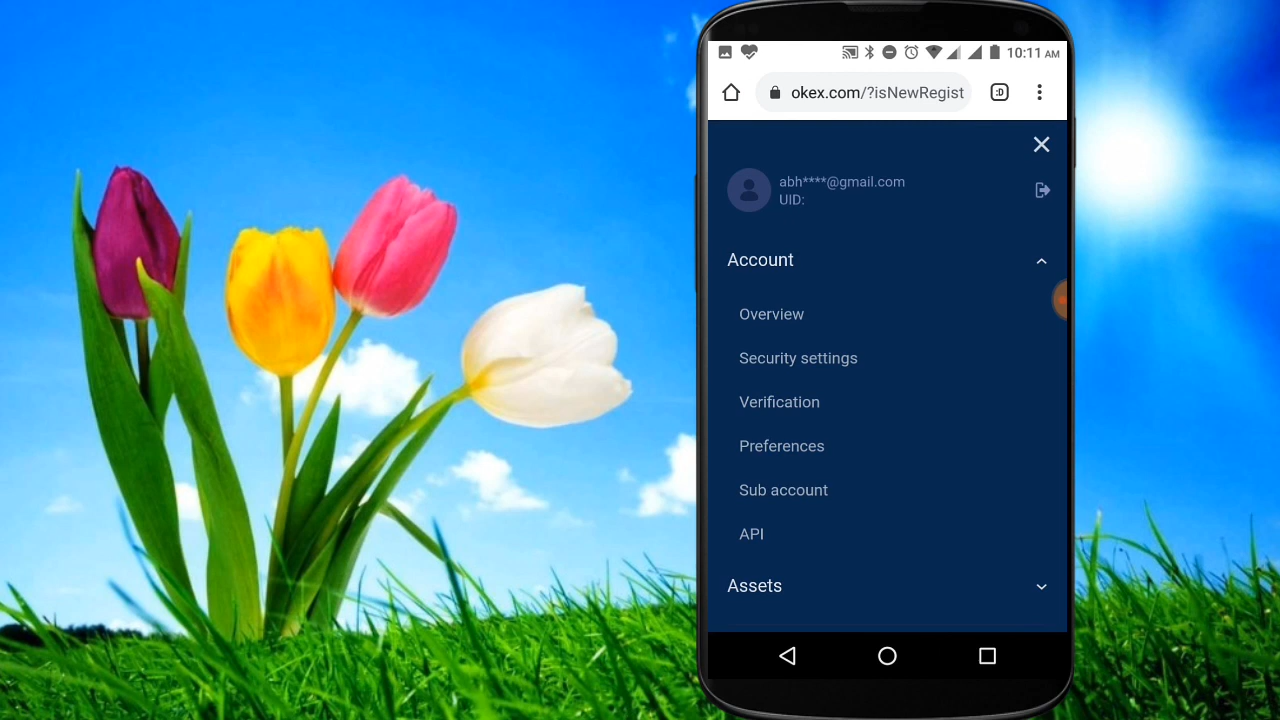 10:11 AM
okex.com/?isNewRegist
:D
abh****@gmail.com
UID:
Account
Overview
Security settings
Verification
Preferences
Sub account
API
Assets